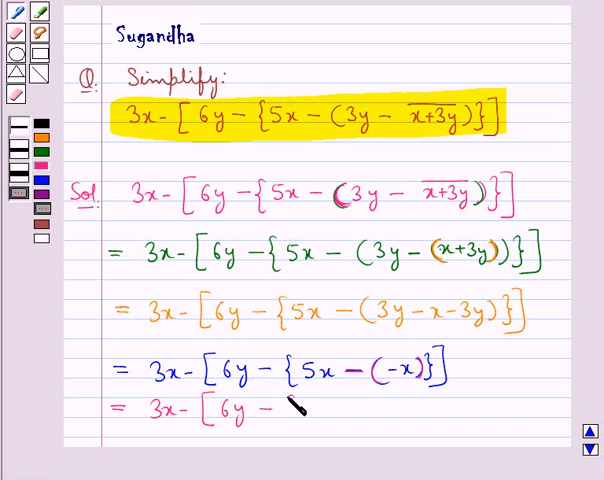 Sugandha
Q. Simplify:
3x - [ 6y - { 5x - (3y - x+3y) } ]
Sol. 3x - [ 6y - { 5x - (3y - x+3y) } ]
= 3x - [ 6y - { 5x - (3y - (x+3y)) } ]
= 3x - [ 6y - { 5x - (3y - x - 3y) } ]
= 3x - [ 6y - { 5x - (-x) } ]
= 3x - [ 6y -